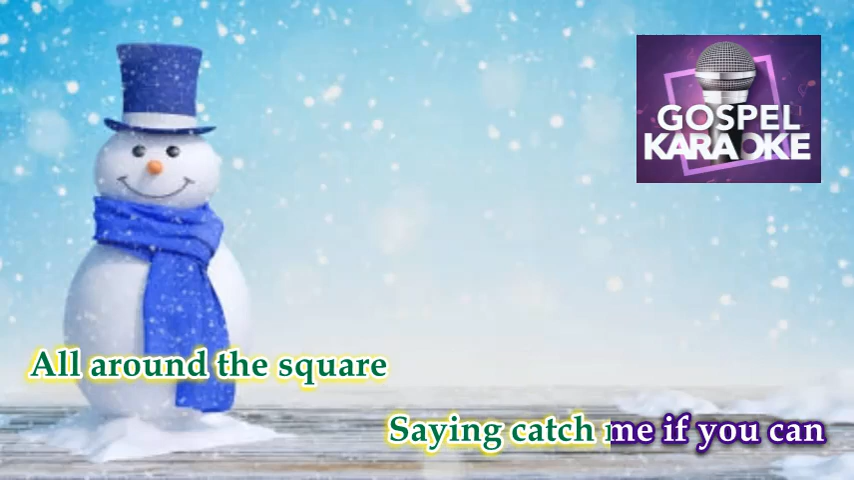 GOSPEL
KARAOKE
All around the square
Saying catch me if you can